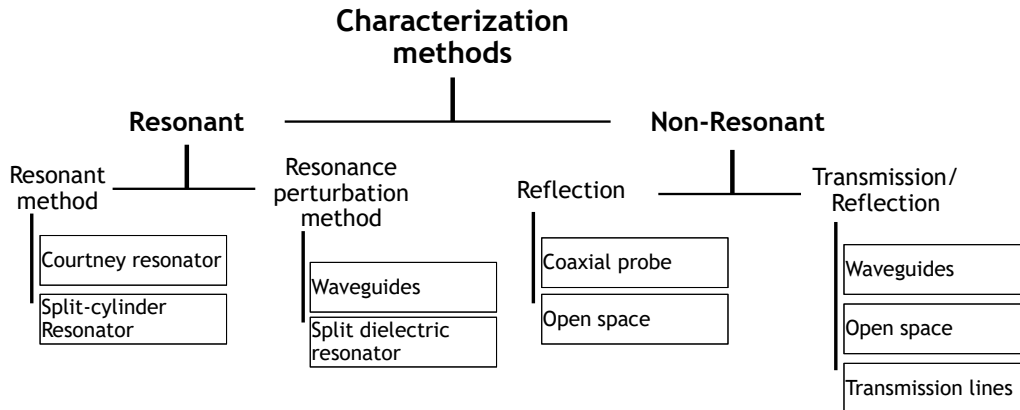 Characterization
methods
Resonant
Non-Resonant
Resonant
method
Resonance
perturbation
method
Reflection
Transmission/
Reflection
Courtney resonator
Split-cylinder
Resonator
Waveguides
Split dielectric
resonator
Coaxial probe
Open space
Waveguides
Open space
Transmission lines